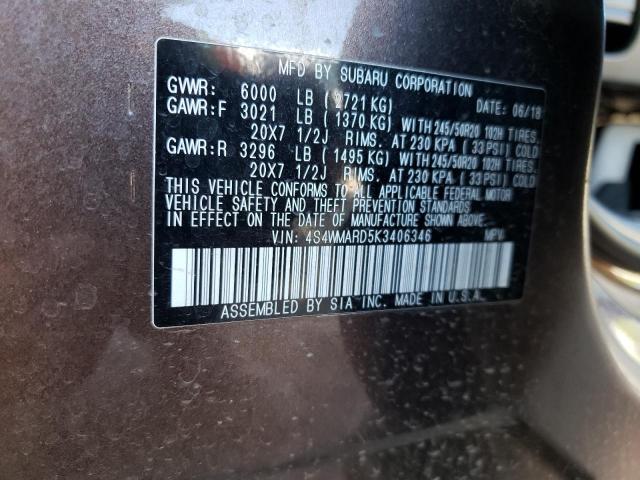 MFD BY SUBARU CORPORATION
GVWR: 6000 LB ( 2721 KG) DATE: 06/18
GAWR:F 3021 LB ( 1370 KG) WITH 245/50R20 102H TIRES.
20X7 1/2J RIMS. AT 230 KPA ( 33 PSI) COLD
GAWR:R 3296 LB ( 1495 KG) WITH 245/50R20 102H TIRES.
20X7 1/2J RIMS. AT 230 KPA ( 33 PSI) COLD
THIS VEHICLE CONFORMS TO ALL APPLICABLE FEDERAL MOTOR
VEHICLE SAFETY AND THEFT PREVENTION STANDARDS
IN EFFECT ON THE DATE OF MANUFACTURE SHOWN ABOVE.
VIN: 4S4WMARD5K3406346 MPV
ASSEMBLED BY SIA INC. MADE IN U.S.A.